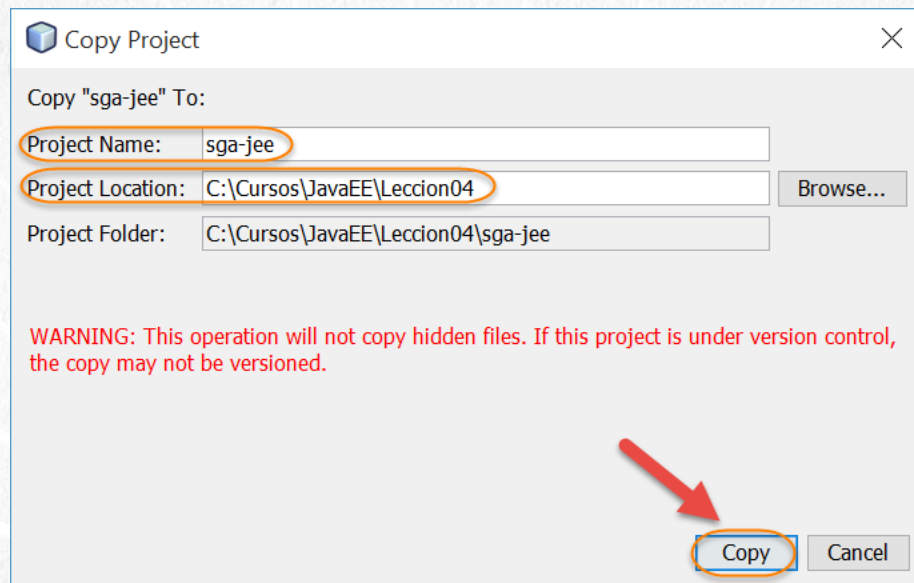 Copy Project
Copy "sga-jee" To:
Project Name: sga-jee
Project Location: C:\Cursos\JavaEE\Leccion04 Browse...
Project Folder: C:\Cursos\JavaEE\Leccion04\sga-jee
WARNING: This operation will not copy hidden files. If this project is under version control,
the copy may not be versioned.
Copy Cancel